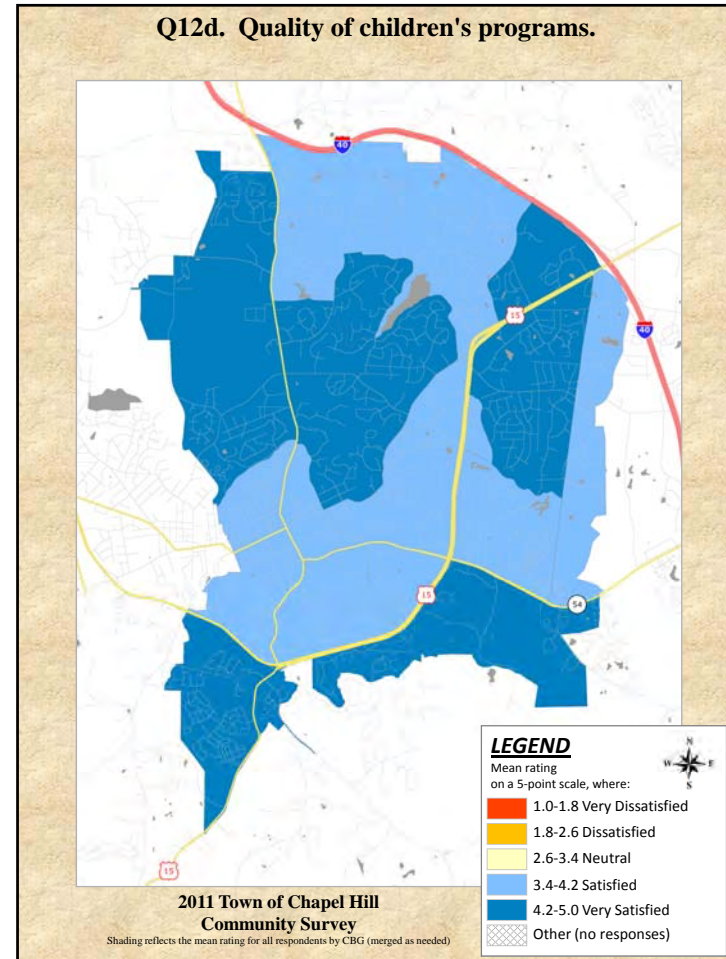 Q12d. Quality of children's programs.
40
15
40
15
54
15
LEGEND
N
W E
S
Mean rating
on a 5-point scale, where:
1.0-1.8 Very Dissatisfied
1.8-2.6 Dissatisfied
2.6-3.4 Neutral
3.4-4.2 Satisfied
4.2-5.0 Very Satisfied
Other (no responses)
2011 Town of Chapel Hill
Community Survey
Shading reflects the mean rating for all respondents by CBG (merged as needed)